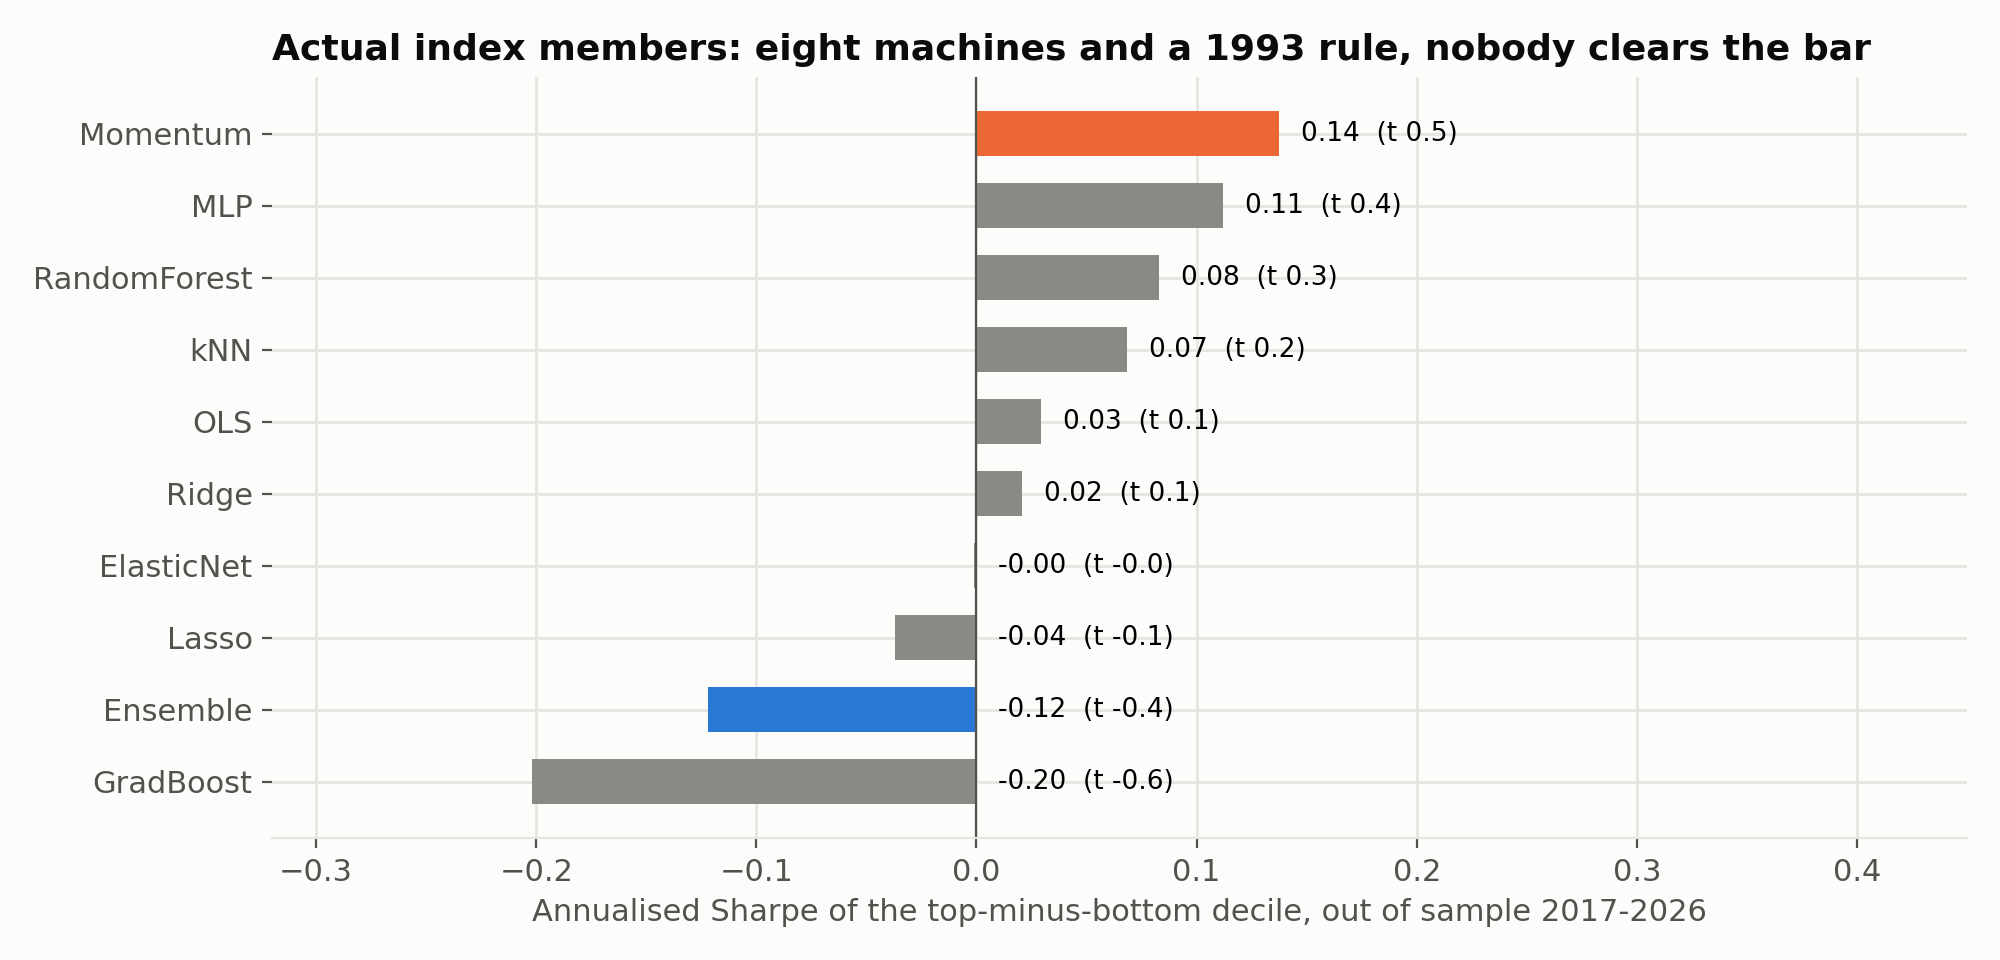 Actual index members: eight machines and a 1993 rule, nobody clears the bar
Momentum 0.14 (t 0.5)
MLP 0.11 (t 0.4)
RandomForest 0.08 (t 0.3)
kNN 0.07 (t 0.2)
OLS 0.03 (t 0.1)
Ridge 0.02 (t 0.1)
ElasticNet -0.00 (t -0.0)
Lasso -0.04 (t -0.1)
Ensemble -0.12 (t -0.4)
GradBoost -0.20 (t -0.6)
−0.3 −0.2 −0.1 0.0 0.1 0.2 0.3 0.4
Annualised Sharpe of the top-minus-bottom decile, out of sample 2017-2026